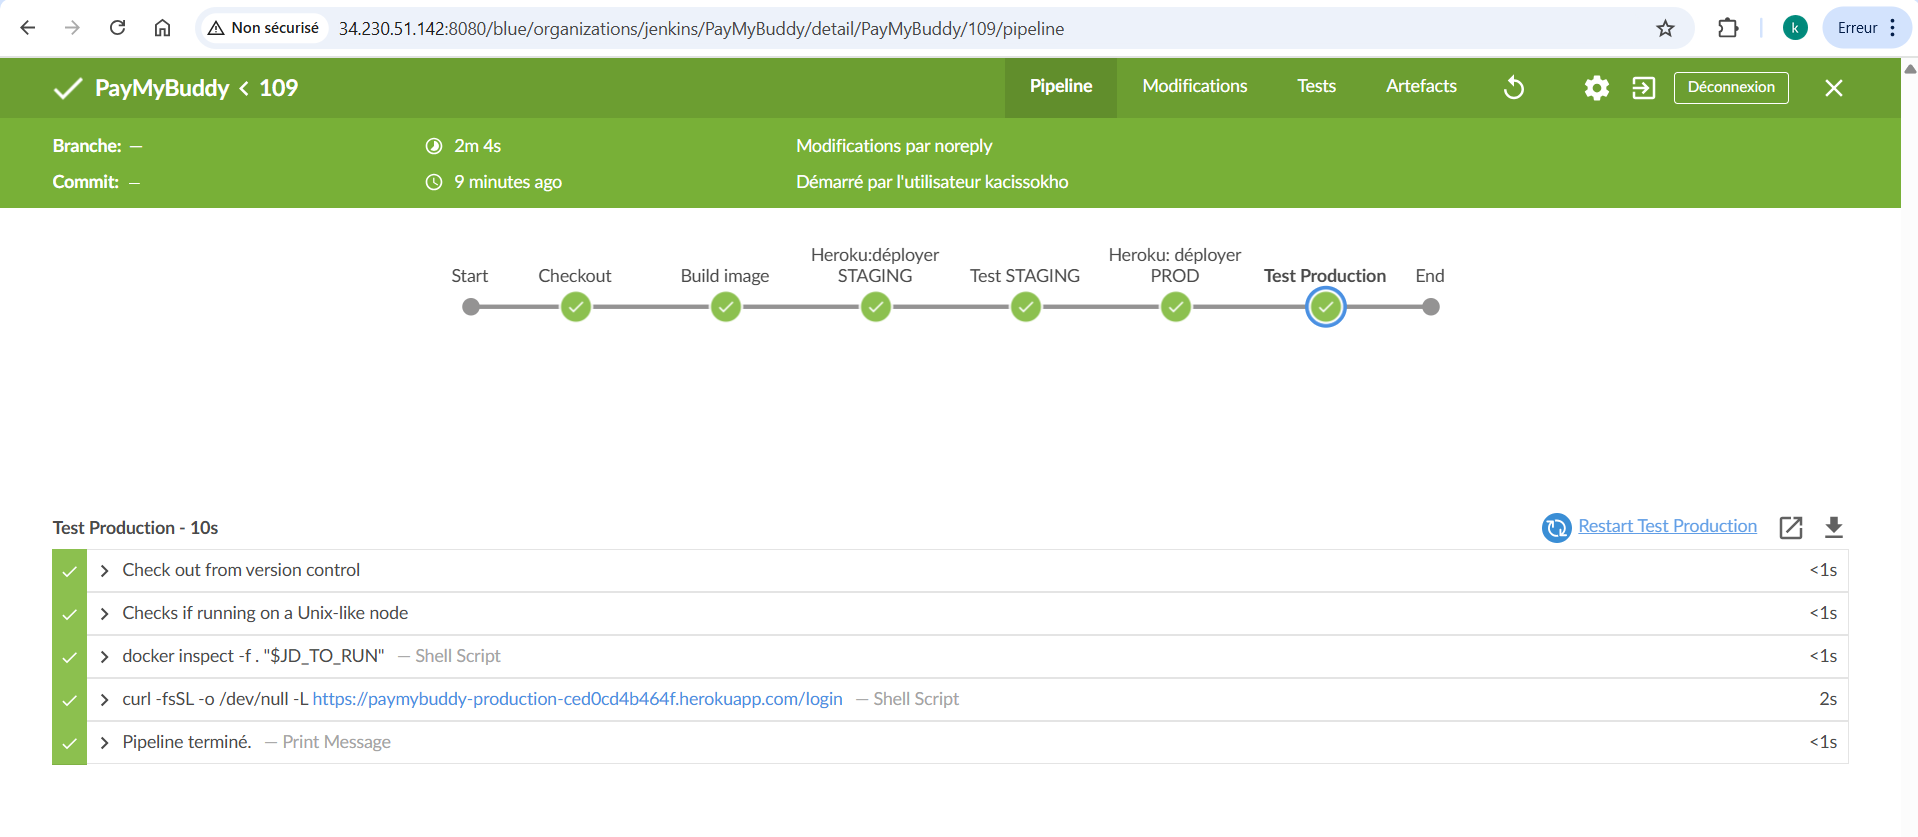 Non sécurisé 34.230.51.142:8080/blue/organizations/jenkins/PayMyBuddy/detail/PayMyBuddy/109/pipeline k Erreur
PayMyBuddy < 109 Pipeline Modifications Tests Artefacts Déconnexion
Branche: — 2m 4s Modifications par noreply
Commit: — 9 minutes ago Démarré par l'utilisateur kacissokho
Heroku:déployer Heroku: déployer
Start Checkout Build image STAGING Test STAGING PROD Test Production End
Test Production - 10s Restart Test Production
Check out from version control <1s
Checks if running on a Unix-like node <1s
docker inspect -f . "$JD_TO_RUN" — Shell Script <1s
curl -fsSL -o /dev/null -L https://paymybuddy-production-ced0cd4b464f.herokuapp.com/login — Shell Script 2s
Pipeline terminé. — Print Message <1s